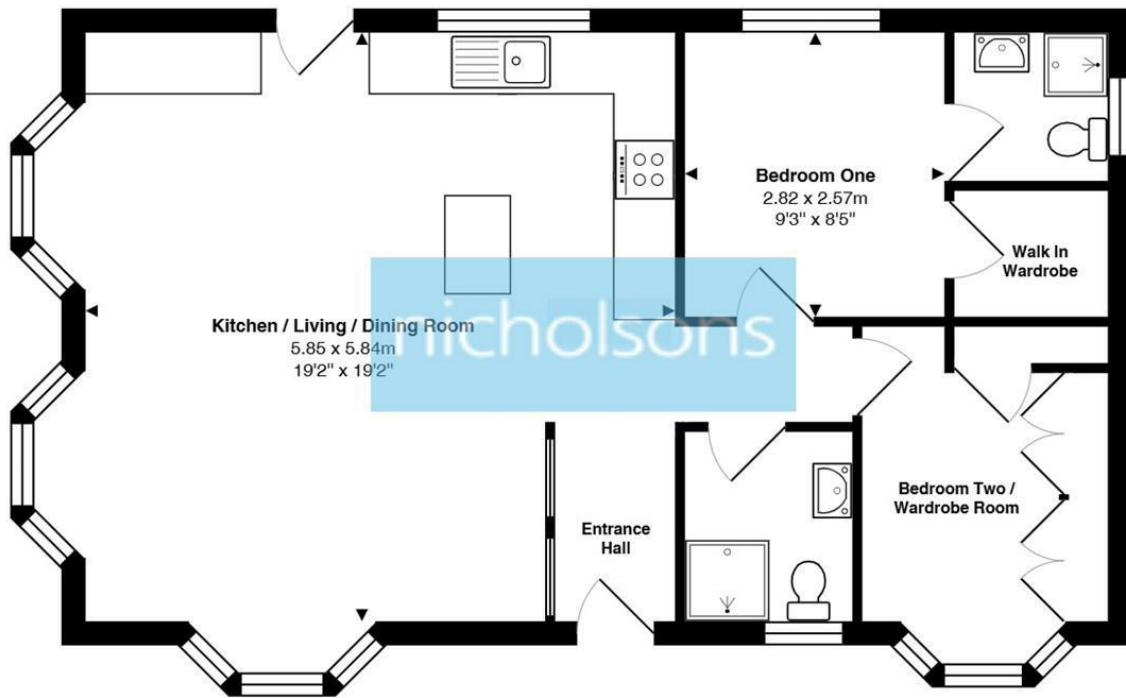 Bedroom One
2.82 x 2.57m
9'3" x 8'5"
Walk In
Wardrobe
Kitchen / Living / Dining Room
5.85 x 5.84m
19'2" x 19'2"
nicholsons
Bedroom Two /
Wardrobe Room
Entrance
Hall